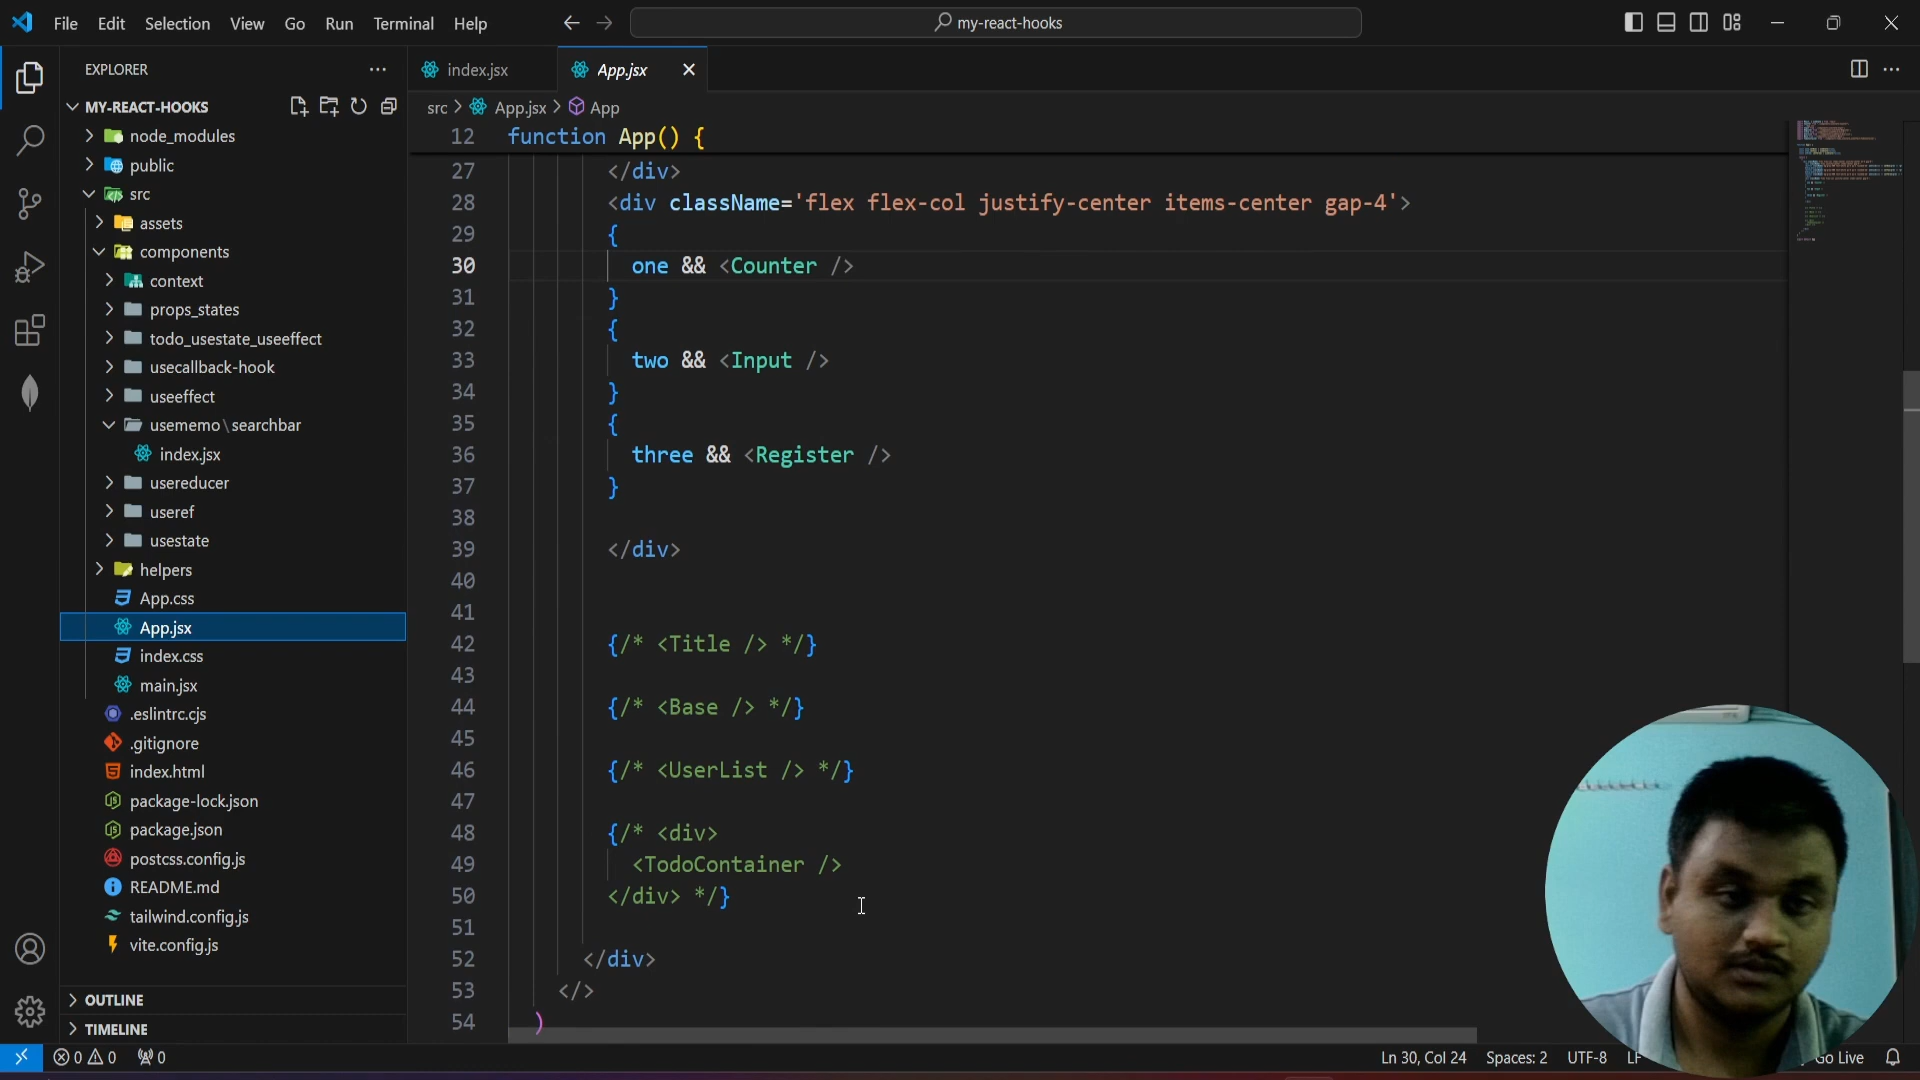 File Edit Selection View Go Run Terminal Help
my-react-hooks
EXPLORER
MY-REACT-HOOKS
node_modules
public
src
assets
components
context
props_states
todo_usestate_useeffect
usecallback-hook
useeffect
usememo\searchbar
index.jsx
usereducer
useref
usestate
helpers
App.css
App.jsx
index.css
main.jsx
.eslintrc.cjs
.gitignore
index.html
package-lock.json
package.json
postcss.config.js
README.md
tailwind.config.js
vite.config.js
OUTLINE
TIMELINE
index.jsx App.jsx
src > App.jsx > App
12 function App() {
27 </div>
28 <div className='flex flex-col justify-center items-center gap-4'>
29 {
30 one && <Counter />
31 }
32 {
33 two && <Input />
34 }
35 {
36 three && <Register />
37 }
38
39 </div>
40
41
42 {/* <Title /> */}
43
44 {/* <Base /> */}
45
46 {/* <UserList /> */}
47
48 {/* <div>
49 <TodoContainer />
50 </div> */}
51
52 </div>
53 </>
54 )
0 0 0
Ln 30, Col 24 Spaces: 2 UTF-8 Go Live